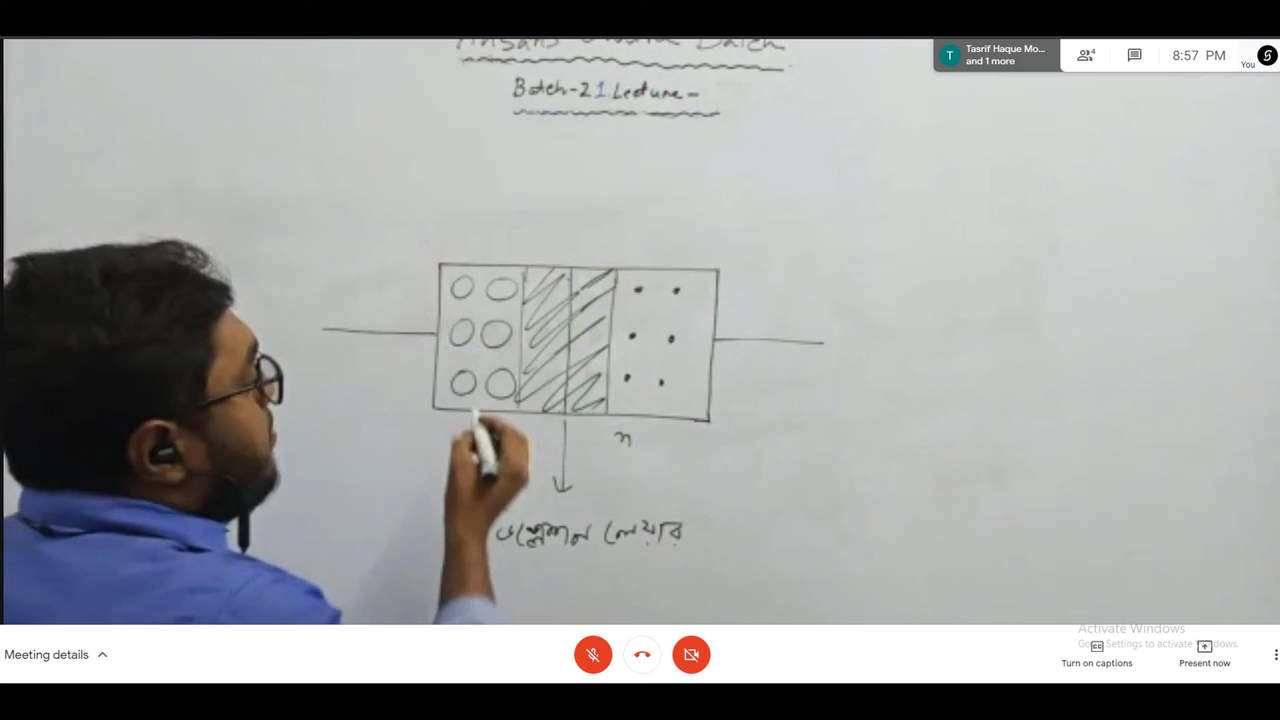 Tasrif Haque Mo...
and 1 more
4
8:57 PM
You
Batch-21 Lecture-
n
ডিপ্লেশন লেয়ার
Activate Windows
Meeting details
Turn on captions
Present now